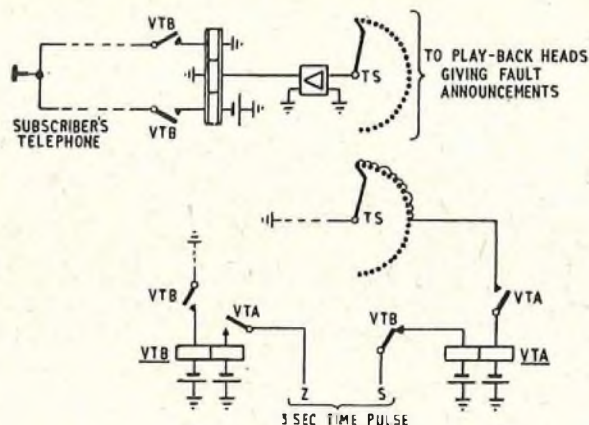 VTB
TO PLAY-BACK HEADS
GIVING FAULT
ANNOUNCEMENTS
TS
SUBSCRIBER'S
TELEPHONE
VTB
TS
VTB
VTA
VTB
VTA
VTB
VTA
Z
S
3 SEC TIME PULSE